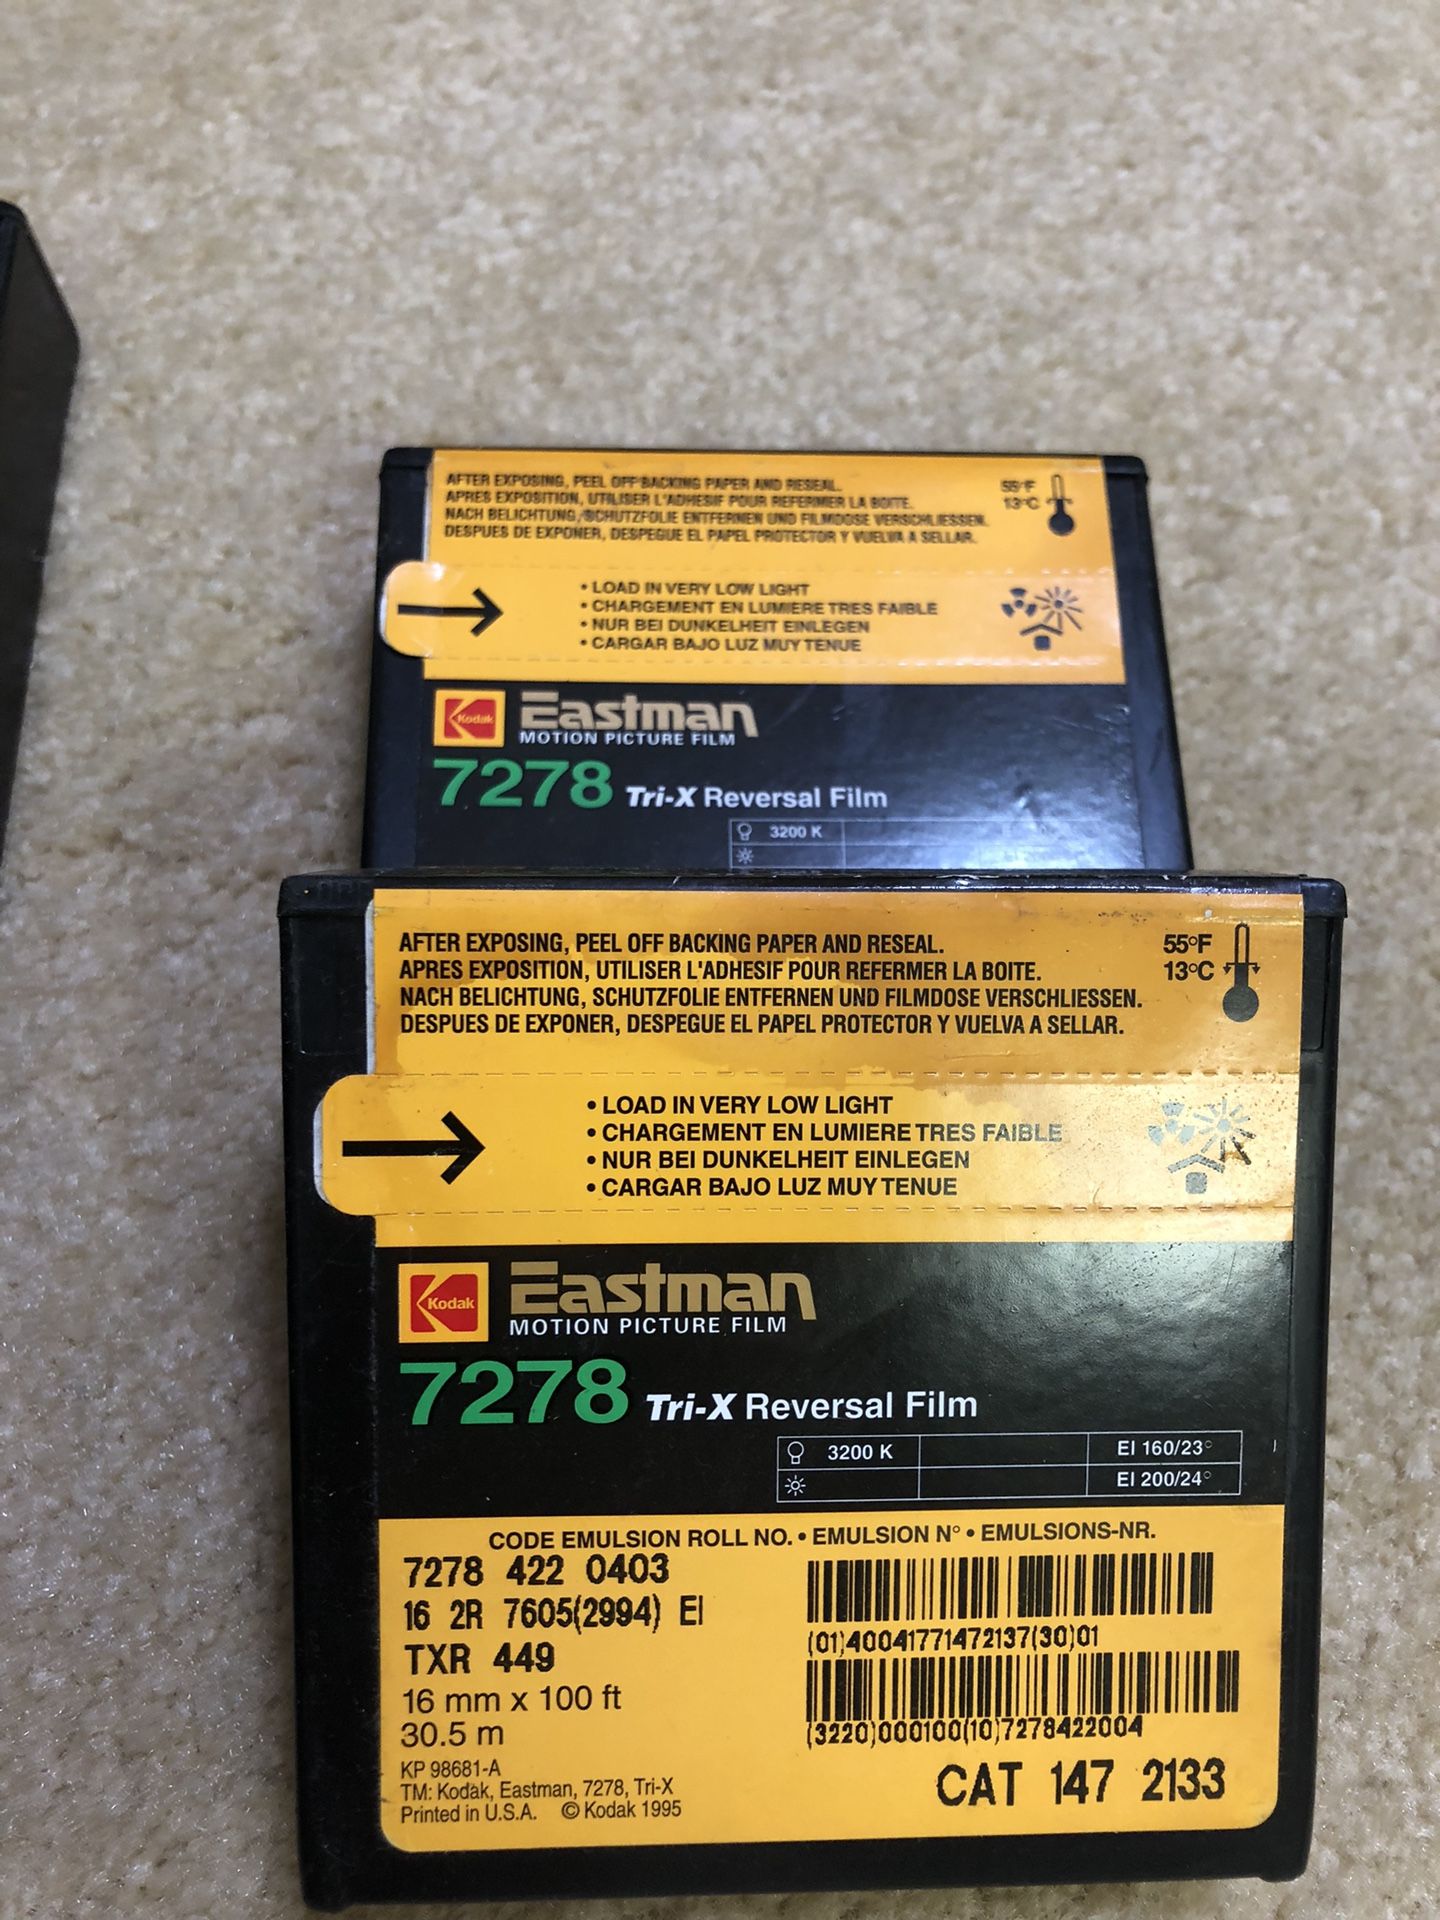 AFTER EXPOSING, PEEL OFF BACKING PAPER AND RESEAL.
APRES EXPOSITION, UTILISER L'ADHESIF POUR REFERMER LA BOITE.
NACH BELICHTUNG, SCHUTZFOLIE ENTFERNEN UND FILMDOSE VERSCHLIESSEN.
DESPUES DE EXPONER, DESPEGUE EL PAPEL PROTECTOR Y VUELVA A SELLAR.
55°F
13°C
• LOAD IN VERY LOW LIGHT
• CHARGEMENT EN LUMIERE TRES FAIBLE
• NUR BEI DUNKELHEIT EINLEGEN
• CARGAR BAJO LUZ MUY TENUE
Kodak
Eastman
MOTION PICTURE FILM
7278 Tri-X Reversal Film
3200 K
AFTER EXPOSING, PEEL OFF BACKING PAPER AND RESEAL.
APRES EXPOSITION, UTILISER L'ADHESIF POUR REFERMER LA BOITE.
NACH BELICHTUNG, SCHUTZFOLIE ENTFERNEN UND FILMDOSE VERSCHLIESSEN.
DESPUES DE EXPONER, DESPEGUE EL PAPEL PROTECTOR Y VUELVA A SELLAR.
55°F
13°C
• LOAD IN VERY LOW LIGHT
• CHARGEMENT EN LUMIERE TRES FAIBLE
• NUR BEI DUNKELHEIT EINLEGEN
• CARGAR BAJO LUZ MUY TENUE
Kodak
Eastman
MOTION PICTURE FILM
7278 Tri-X Reversal Film
3200 K EI 160/23°
EI 200/24°
CODE EMULSION ROLL NO. • EMULSION N° • EMULSIONS-NR.
7278 422 0403
16 2R 7605(2994) EI
TXR 449
16 mm x 100 ft
30.5 m
KP 98681-A
TM: Kodak, Eastman, 7278, Tri-X
Printed in U.S.A. © Kodak 1995
(01)40041771472137(30)01
(3220)000100(10)7278422004
CAT 147 2133